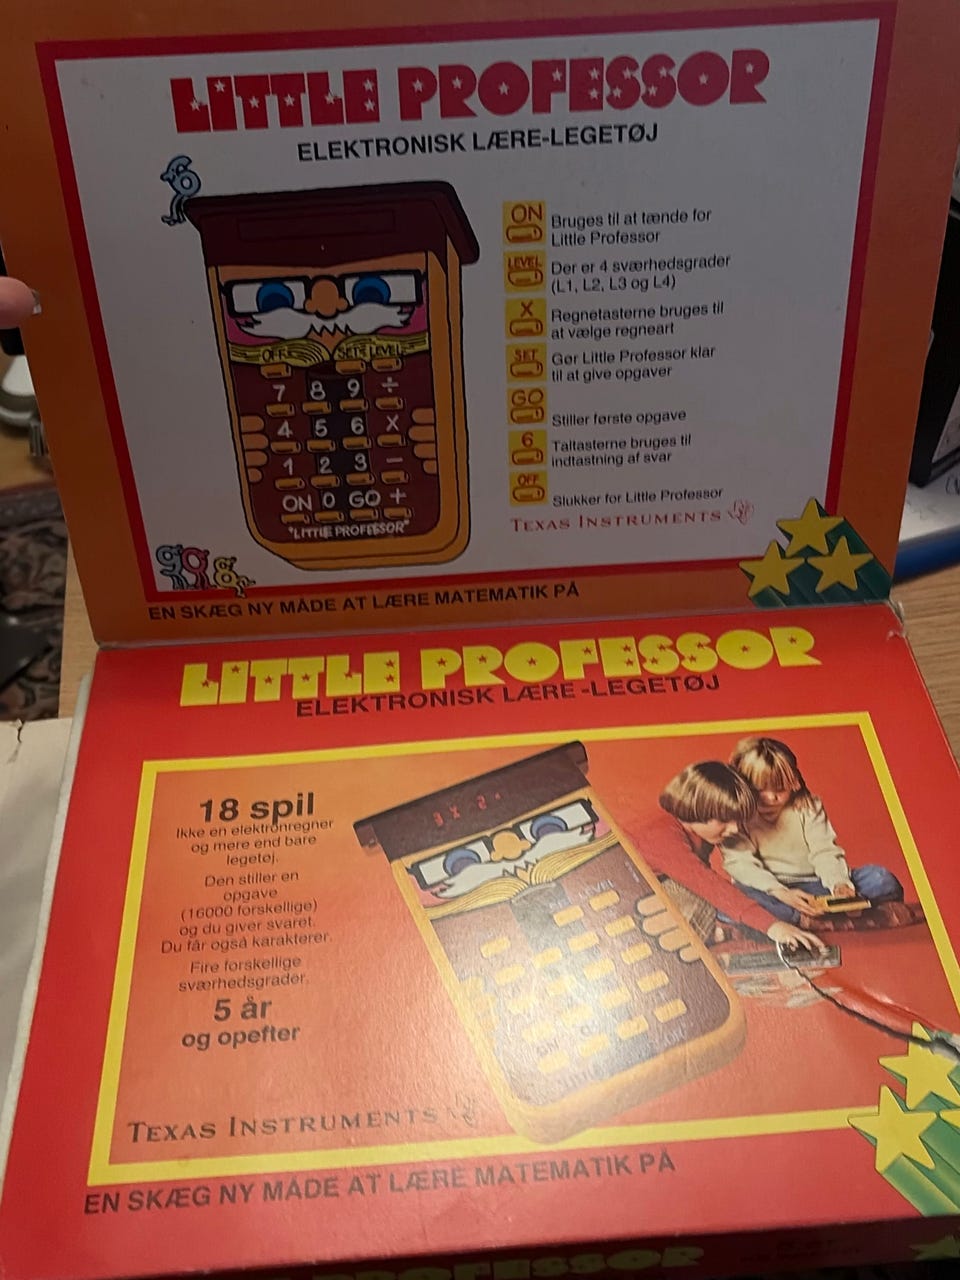 LITTLE PROFESSOR
ELEKTRONISK LÆRE-LEGETØJ
ON
Bruges til at tænde for
Little Professor
LEVEL
Der er 4 sværhedsgrader
(L1, L2, L3 og L4)
X
Regnetasterne bruges til
at vælge regneart
SET
Gør Little Professor klar
til at give opgaver
GO
Stiller første opgave
6
Taltasterne bruges til
indtastning af svar
OFF
Slukker for Little Professor
TEXAS INSTRUMENTS
6
OFF SET LEVEL
7 8 9 ÷
4 5 6 X
1 2 3 −
ON 0 GO +
"LITTLE PROFESSOR"
EN SKÆG NY MÅDE AT LÆRE MATEMATIK PÅ
LITTLE PROFESSOR
ELEKTRONISK LÆRE-LEGETØJ
18 spil
Ikke en elektronregner
og mere end bare
legetøj.
Den stiller en
opgave
(16000 forskellige)
og du giver svaret.
Du får også karakterer.
Fire forskellige
sværhedsgrader.
5 år
og opefter
LEVEL
TEXAS INSTRUMENTS
EN SKÆG NY MÅDE AT LÆRE MATEMATIK PÅ
LITTLE PROFESSOR